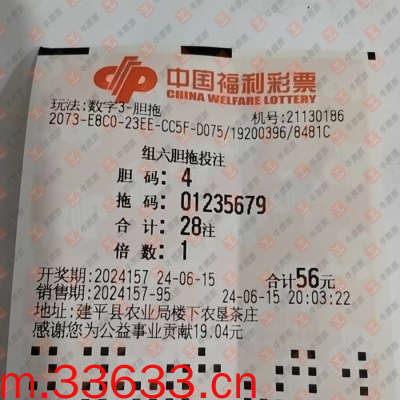 中国福利彩票
CHINA WELFARE LOTTERY
玩法:数字3-胆拖 机号:21130186
2073-E8C0-23EE-CC5F-D075/19200396/8481C
组六胆拖投注
胆 码: 4
拖 码: 01235679
合 计: 28注
倍 数: 1
开奖期:2024157 24-06-15 合计56元
销售期:2024157-95 24-06-15 20:03:22
地址:建平县农业局楼下农垦茶庄
感谢您为公益事业贡献19.04元
m.33633.cn